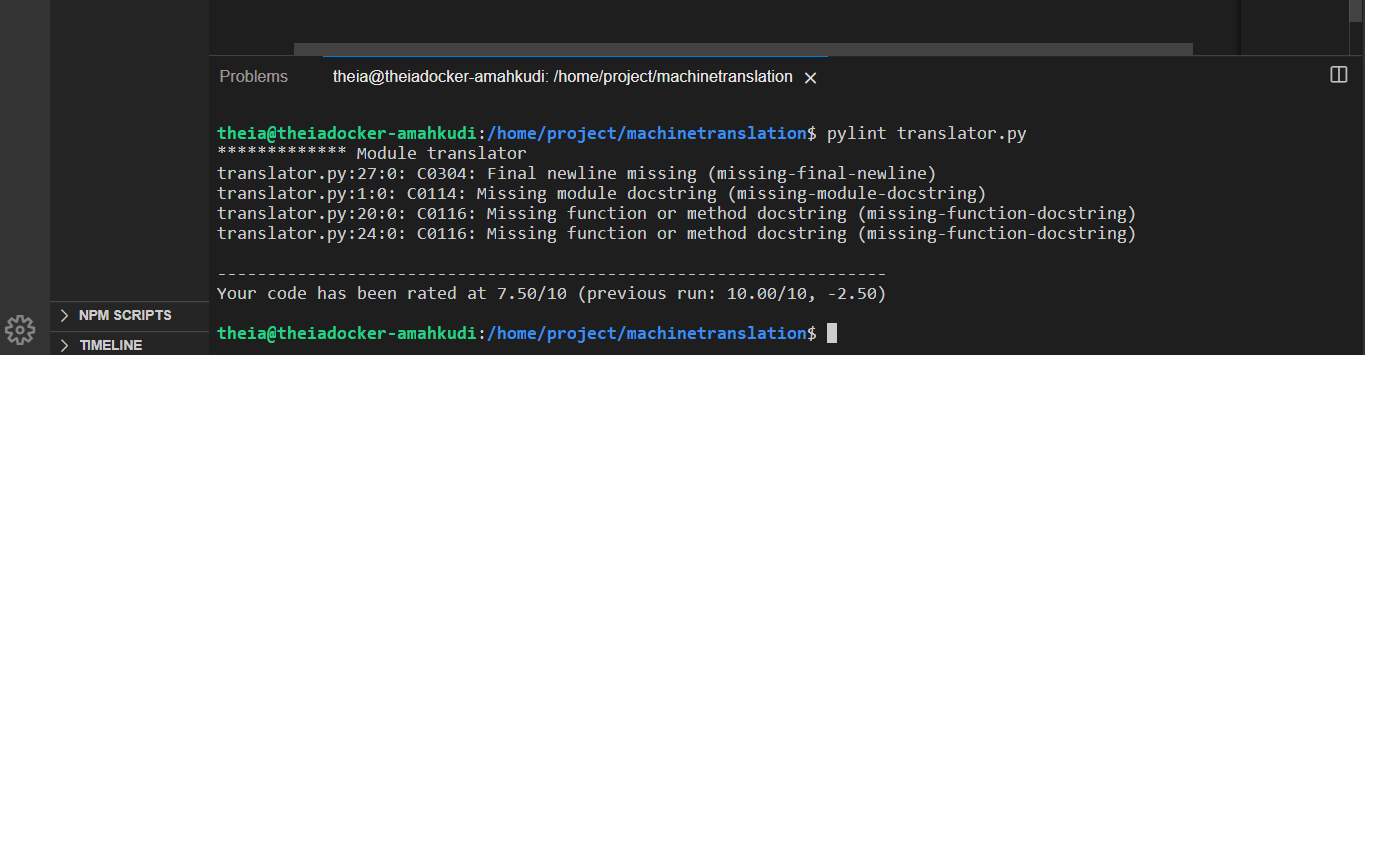 Problems
theia@theiadocker-amahkudi: /home/project/machinetranslation
theia@theiadocker-amahkudi:/home/project/machinetranslation$ pylint translator.py
************* Module translator
translator.py:27:0: C0304: Final newline missing (missing-final-newline)
translator.py:1:0: C0114: Missing module docstring (missing-module-docstring)
translator.py:20:0: C0116: Missing function or method docstring (missing-function-docstring)
translator.py:24:0: C0116: Missing function or method docstring (missing-function-docstring)
-------------------------------------------------------------------
Your code has been rated at 7.50/10 (previous run: 10.00/10, -2.50)
theia@theiadocker-amahkudi:/home/project/machinetranslation$
NPM SCRIPTS
TIMELINE